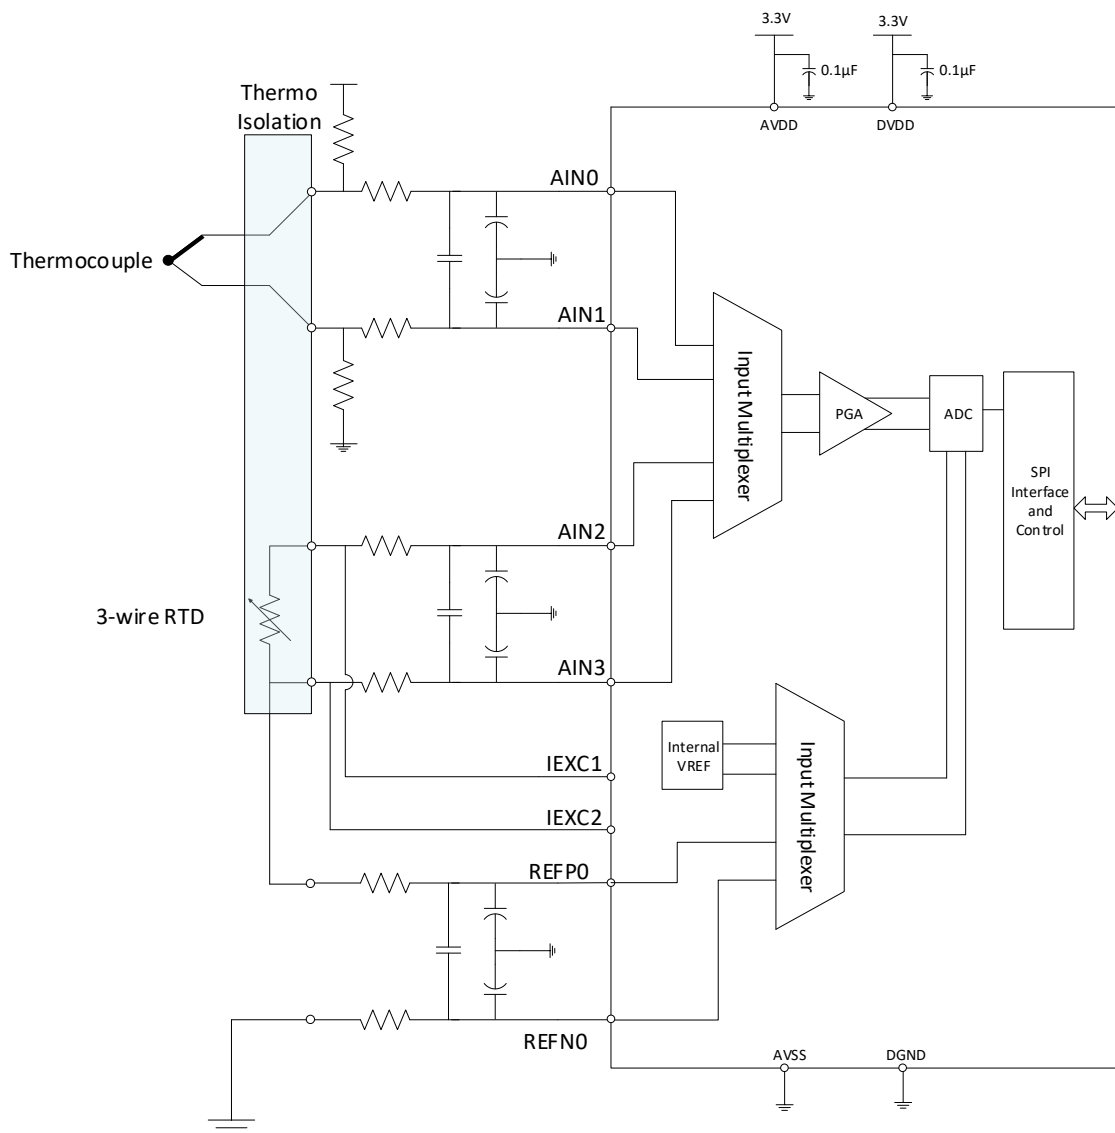 3.3V
3.3V
0.1µF
0.1µF
AVDD
DVDD
Thermo
Isolation
AIN0
Thermocouple
AIN1
Input Multiplexer
PGA
ADC
SPI
Interface
and
Control
AIN2
3-wire RTD
AIN3
Internal
VREF
Input Multiplexer
IEXC1
IEXC2
REFP0
REFN0
AVSS
DGND